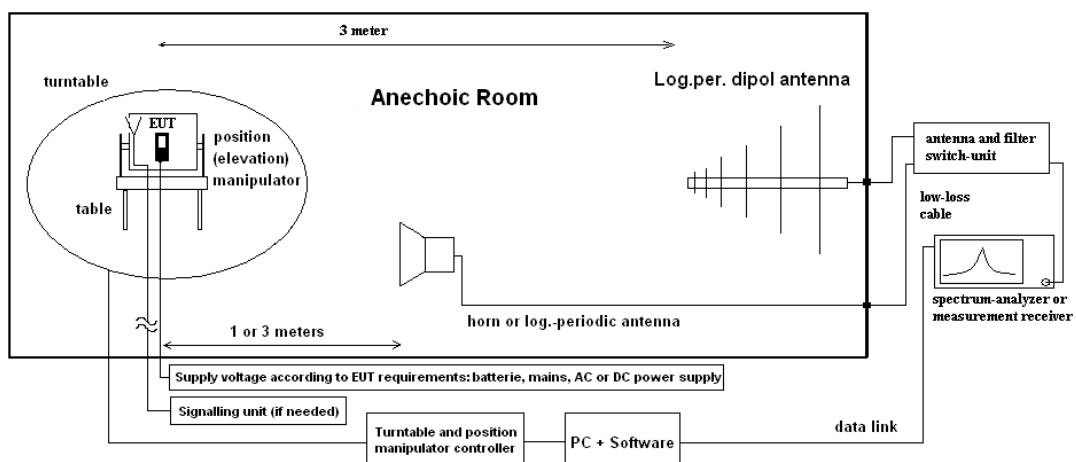 3 meter
turntable
Log.per. dipol antenna
Anechoic Room
EUT
position
(elevation)
manipulator
antenna and filter
switch-unit
table
low-loss
cable
spectrum-analyzer or
measurement receiver
horn or log.-periodic antenna
1 or 3 meters
Supply voltage according to EUT requirements: batterie, mains, AC or DC power supply
Signalling unit (if needed)
Turntable and position
manipulator controller
PC + Software
data link